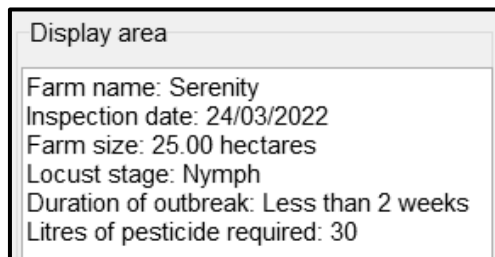 Display area
Farm name: Serenity
Inspection date: 24/03/2022
Farm size: 25.00 hectares
Locust stage: Nymph
Duration of outbreak: Less than 2 weeks
Litres of pesticide required: 30